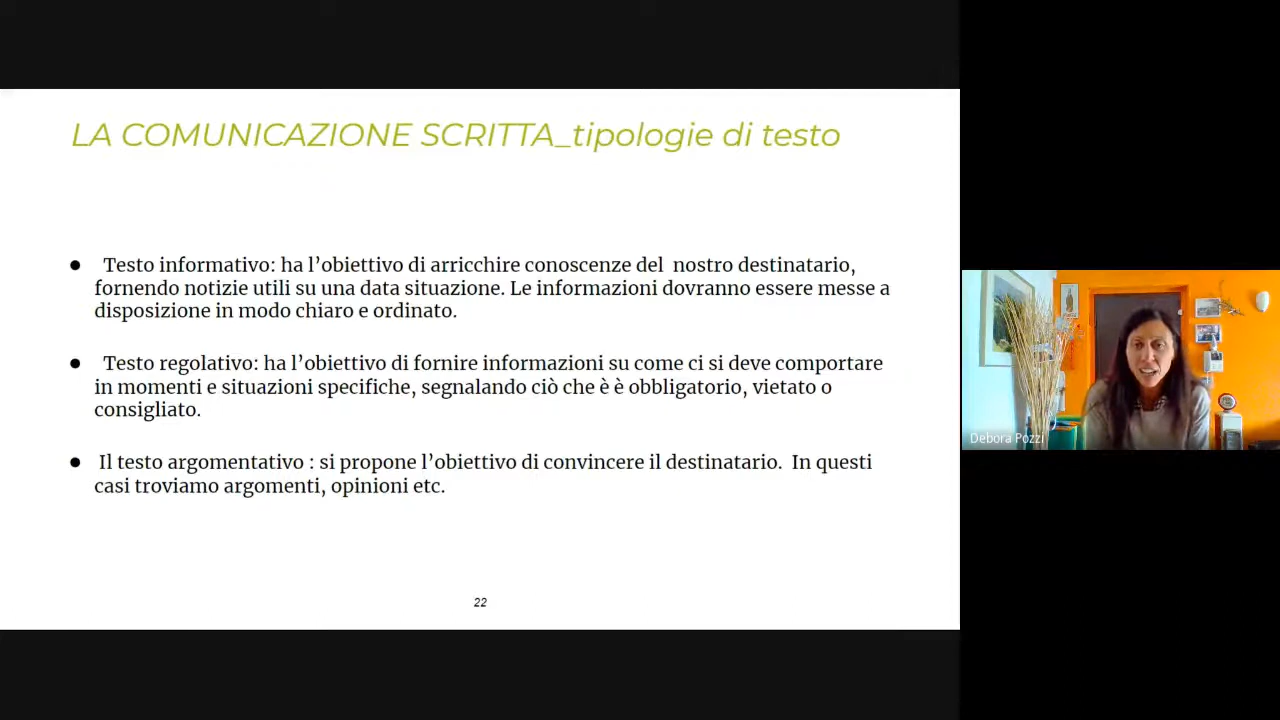 LA COMUNICAZIONE SCRITTA_tipologie di testo
● Testo informativo: ha l’obiettivo di arricchire conoscenze del nostro destinatario,
fornendo notizie utili su una data situazione. Le informazioni dovranno essere messe a
disposizione in modo chiaro e ordinato.
● Testo regolativo: ha l’obiettivo di fornire informazioni su come ci si deve comportare
in momenti e situazioni specifiche, segnalando ciò che è è obbligatorio, vietato o
consigliato.
● Il testo argomentativo : si propone l’obiettivo di convincere il destinatario. In questi
casi troviamo argomenti, opinioni etc.
22
Debora Pozzi